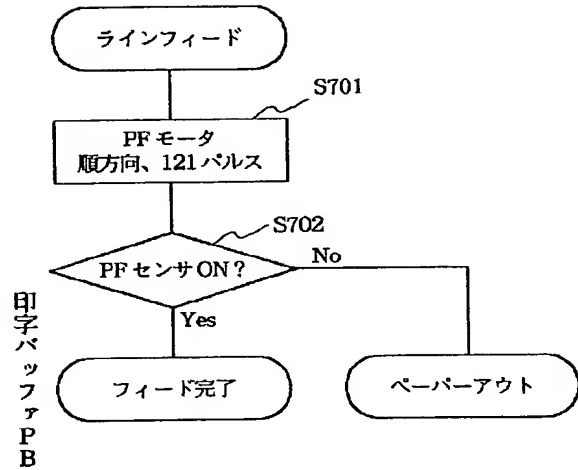 ラインフィード
S701
PFモータ
順方向、121パルス
S702
PFセンサON?
No
Yes
フィード完了
ペーパーアウト
印字バッファPB